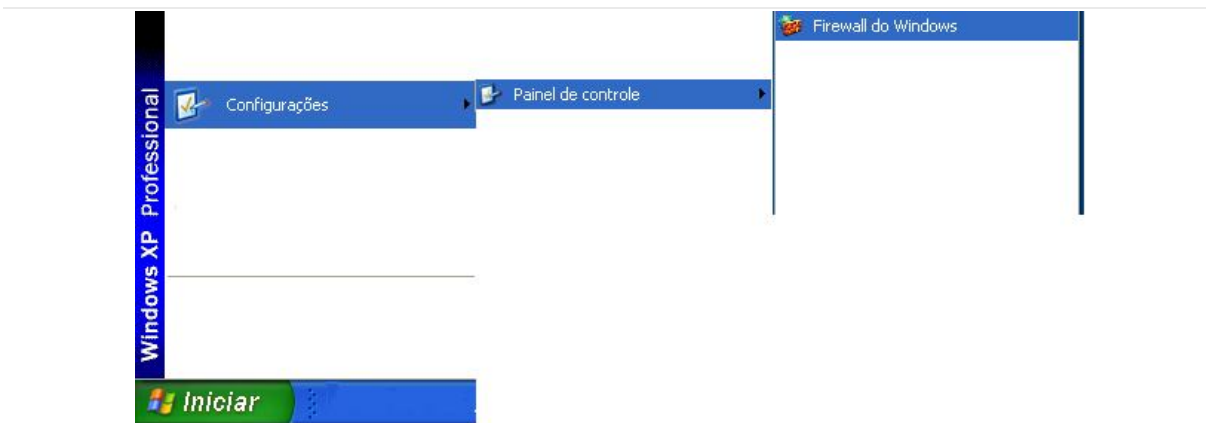 Firewall do Windows
Painel de controle
Configurações
Windows XP Professional
Iniciar